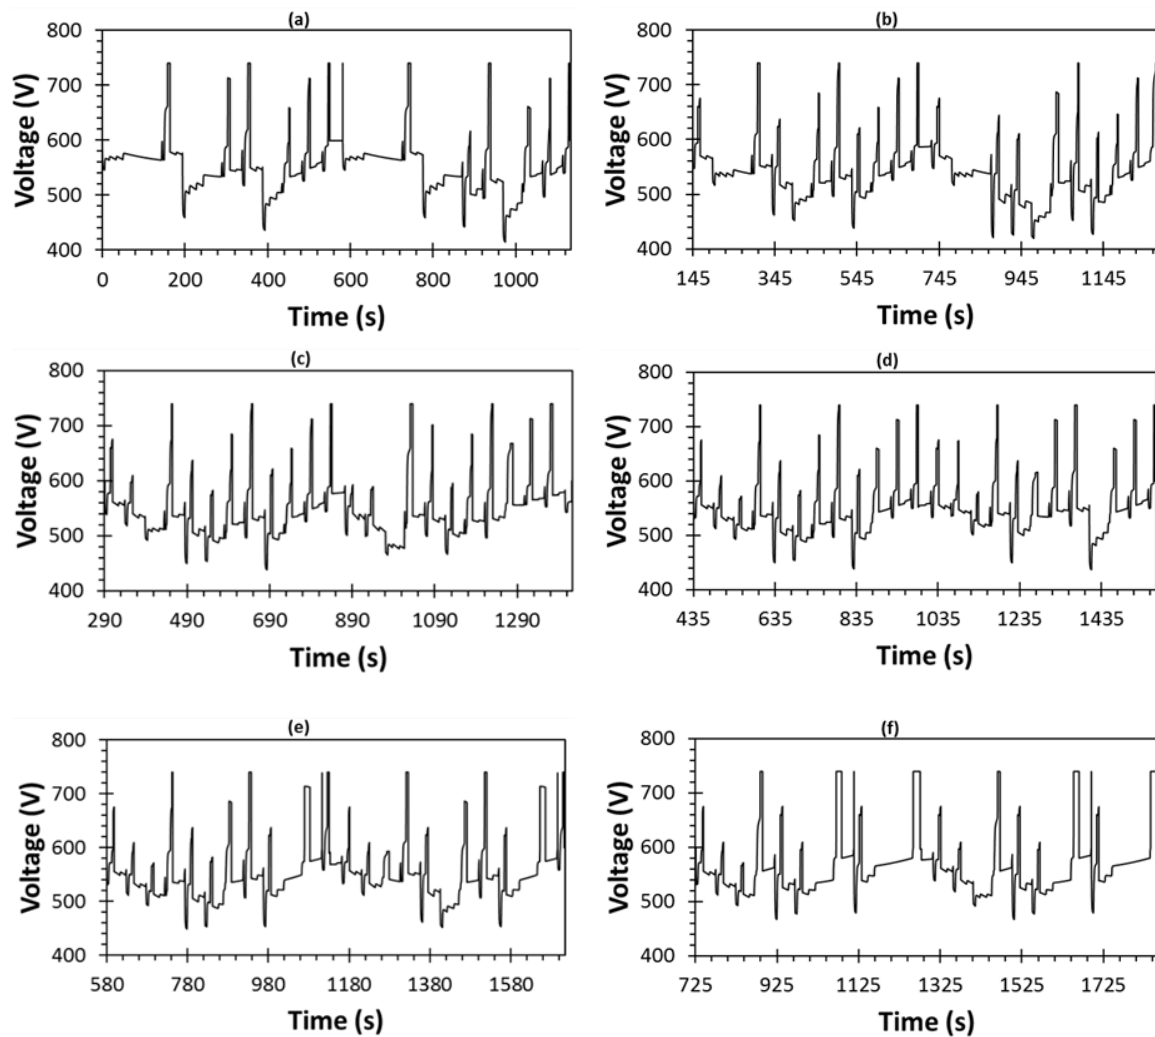 (a)
800
700
600
500
400
Voltage (V)
0 200 400 600 800 1000
Time (s)
(b)
800
700
600
500
400
Voltage (V)
145 345 545 745 945 1145
Time (s)
(c)
800
700
600
500
400
Voltage (V)
290 490 690 890 1090 1290
Time (s)
(d)
800
700
600
500
400
Voltage (V)
435 635 835 1035 1235 1435
Time (s)
(e)
800
700
600
500
400
Voltage (V)
580 780 980 1180 1380 1580
Time (s)
(f)
800
700
600
500
400
Voltage (V)
725 925 1125 1325 1525 1725
Time (s)